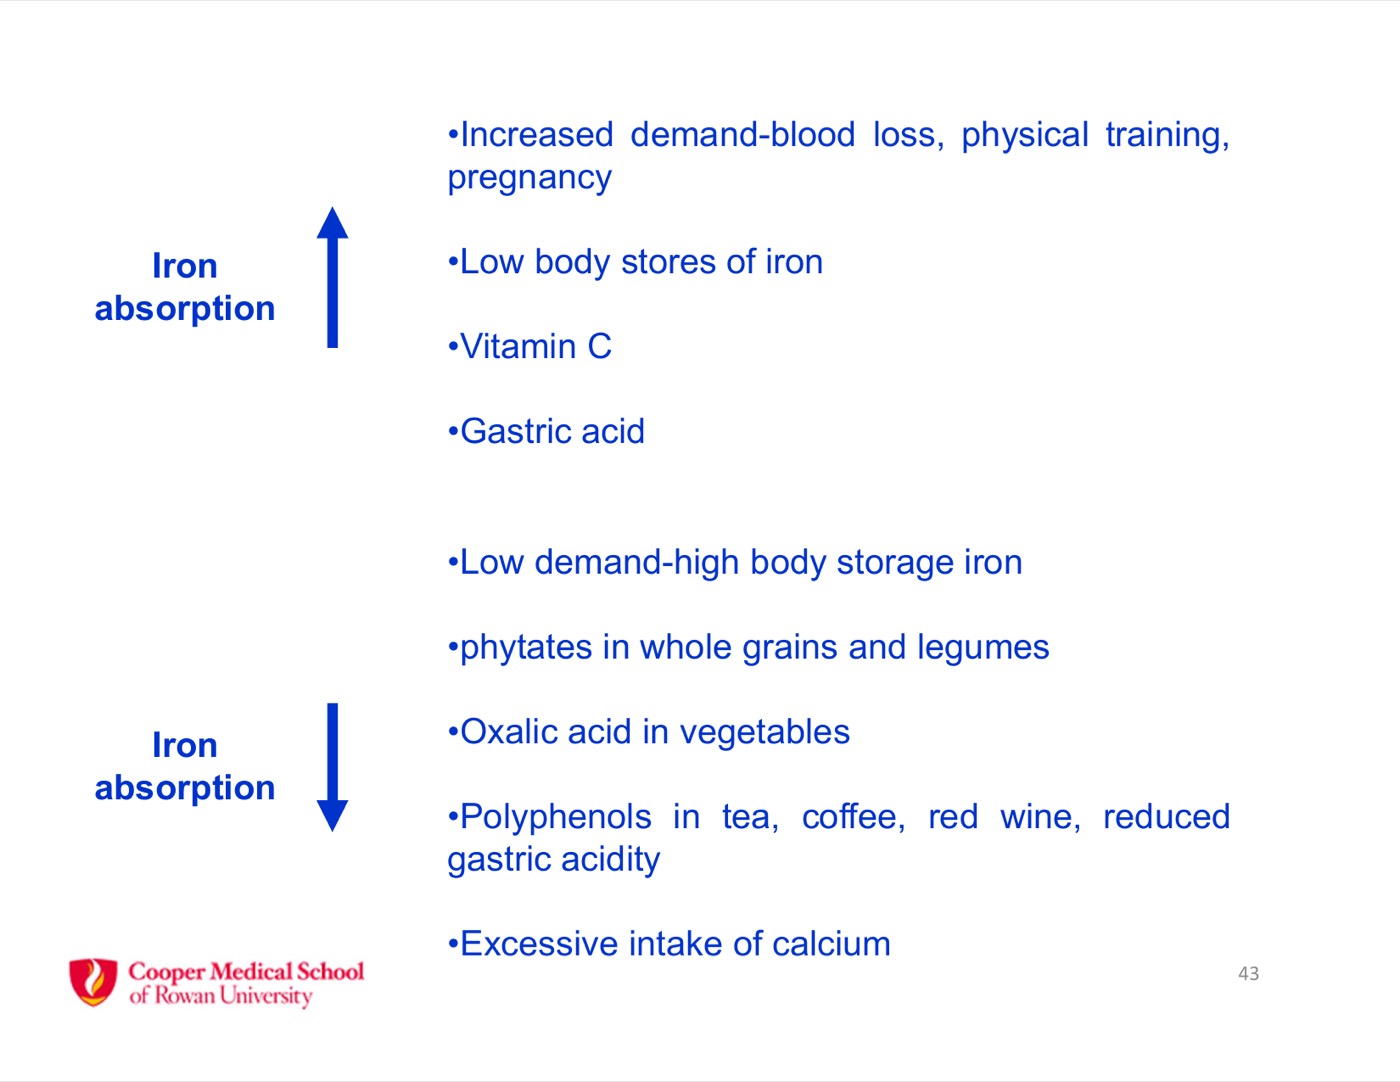 •Increased demand-blood loss, physical training,
pregnancy
Iron
absorption
•Low body stores of iron
•Vitamin C
•Gastric acid
•Low demand-high body storage iron
•phytates in whole grains and legumes
Iron
absorption
•Oxalic acid in vegetables
•Polyphenols in tea, coffee, red wine, reduced
gastric acidity
•Excessive intake of calcium
Cooper Medical School
of Rowan University
43